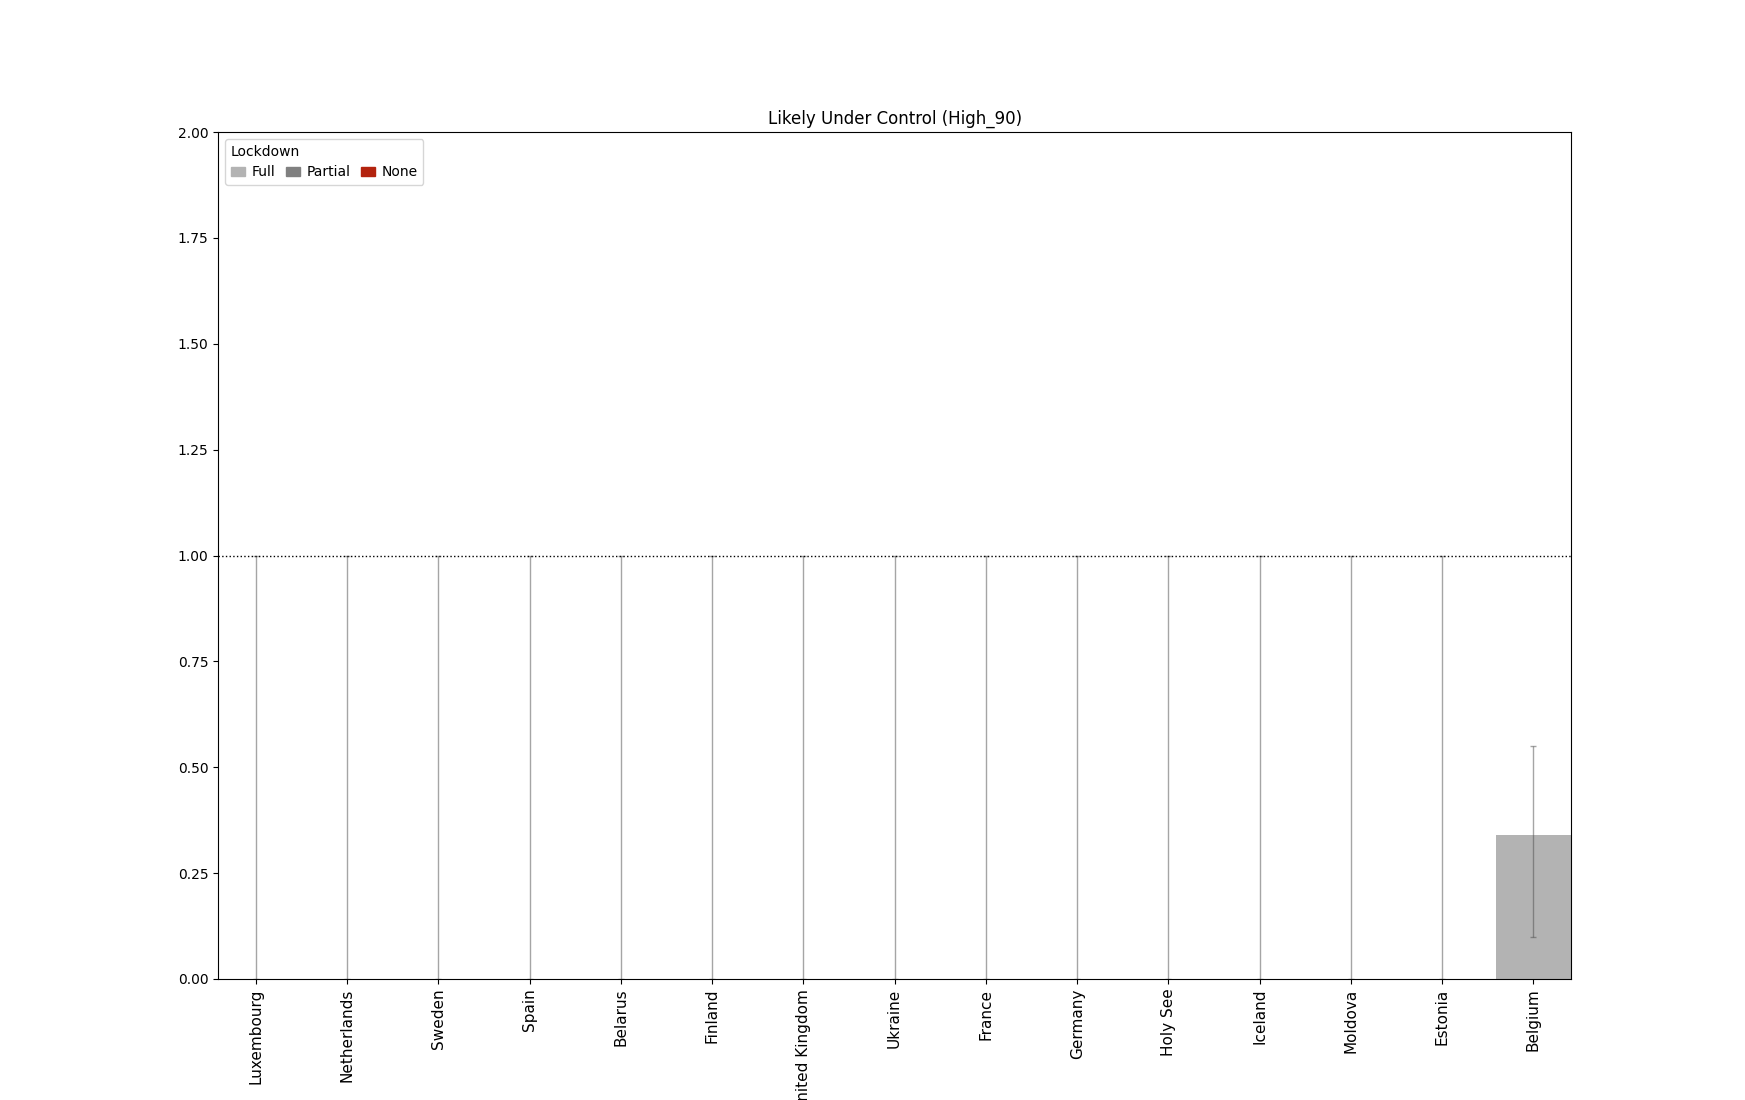 Likely Under Control (High_90)
Lockdown
Full Partial None
2.00
1.75
1.50
1.25
1.00
0.75
0.50
0.25
0.00
Luxembourg
Netherlands
Sweden
Spain
Belarus
Finland
nited Kingdom
Ukraine
France
Germany
Holy See
Iceland
Moldova
Estonia
Belgium